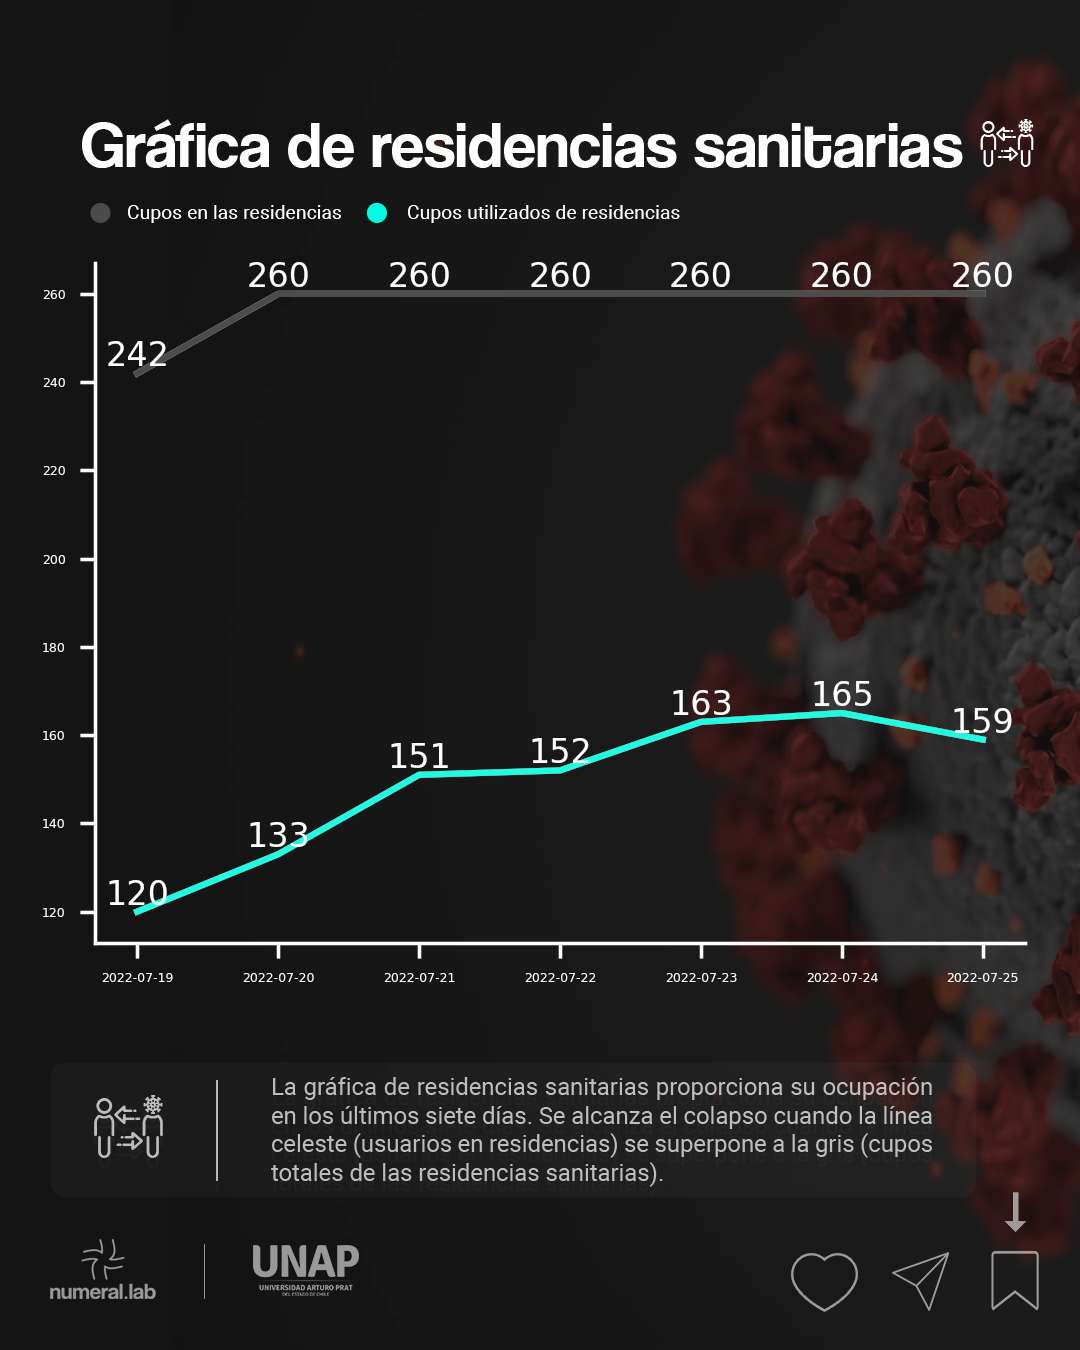 Gráfica de residencias sanitarias
Cupos en las residencias Cupos utilizados de residencias
260 260 260 260 260 260
260
242
240
220
200
180
165
163
159
160
152
151
140
133
120
120
2022-07-19 2022-07-20 2022-07-21 2022-07-22 2022-07-23 2022-07-24 2022-07-25
La gráfica de residencias sanitarias proporciona su ocupación
en los últimos siete días. Se alcanza el colapso cuando la línea
celeste (usuarios en residencias) se superpone a la gris (cupos
totales de las residencias sanitarias).
numeral.lab
UNAP
UNIVERSIDAD ARTURO PRAT
DEL ESTADO DE CHILE